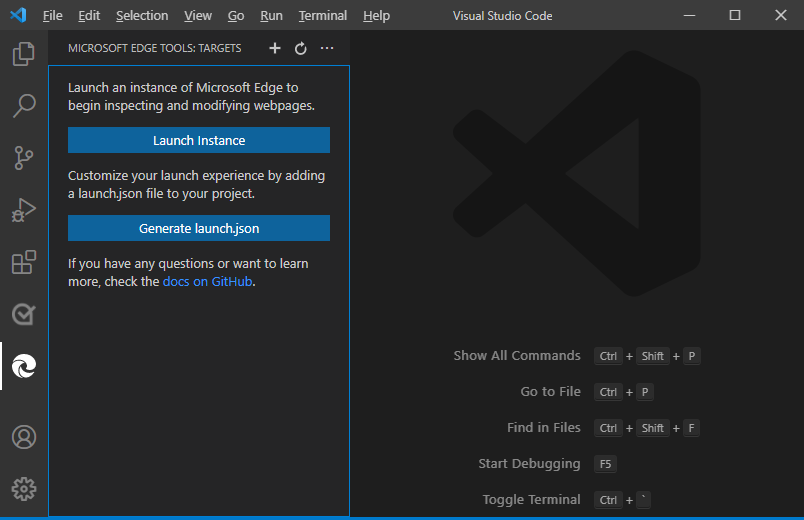 File Edit Selection View Go Run Terminal Help Visual Studio Code
MICROSOFT EDGE TOOLS: TARGETS
Launch an instance of Microsoft Edge to
begin inspecting and modifying webpages.
Launch Instance
Customize your launch experience by adding
a launch.json file to your project.
Generate launch.json
If you have any questions or want to learn
more, check the docs on GitHub.
Show All Commands Ctrl + Shift + P
Go to File Ctrl + P
Find in Files Ctrl + Shift + F
Start Debugging F5
Toggle Terminal Ctrl + `